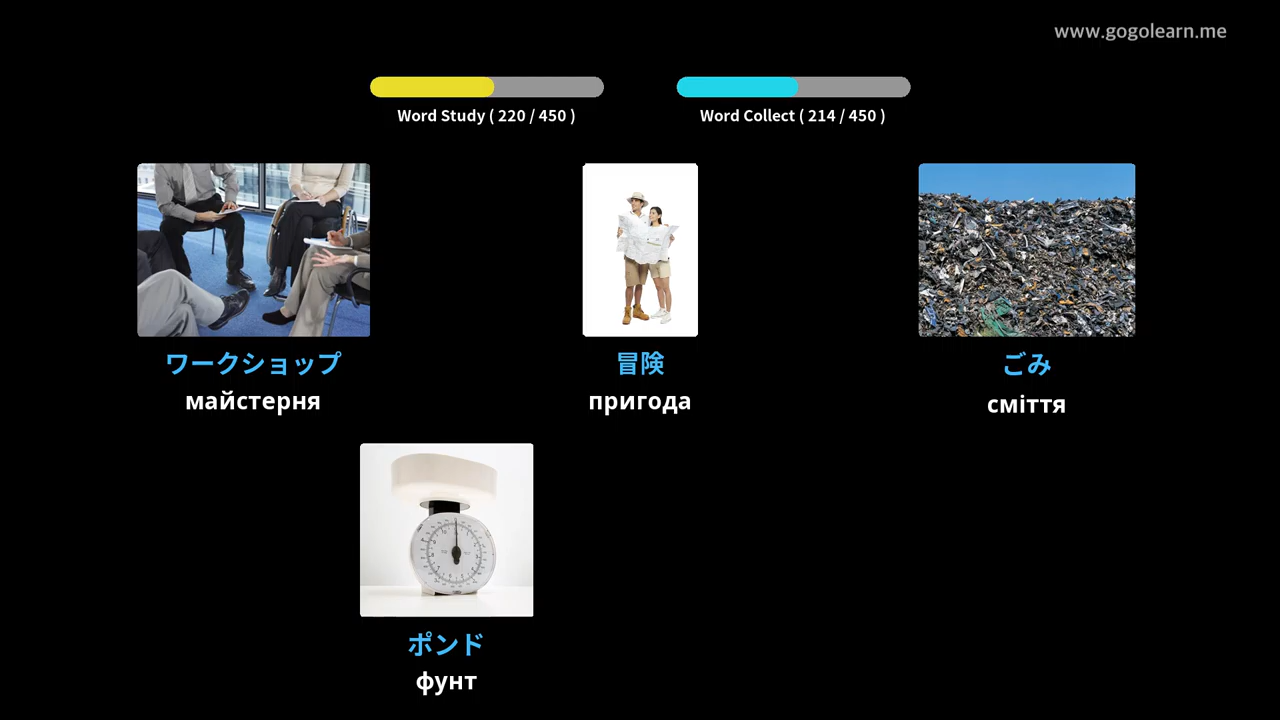 www.gogolearn.me
Word Study ( 220 / 450 )
Word Collect ( 214 / 450 )
ワークショップ
майстерня
冒険
пригода
ごみ
сміття
ポンド
фунт